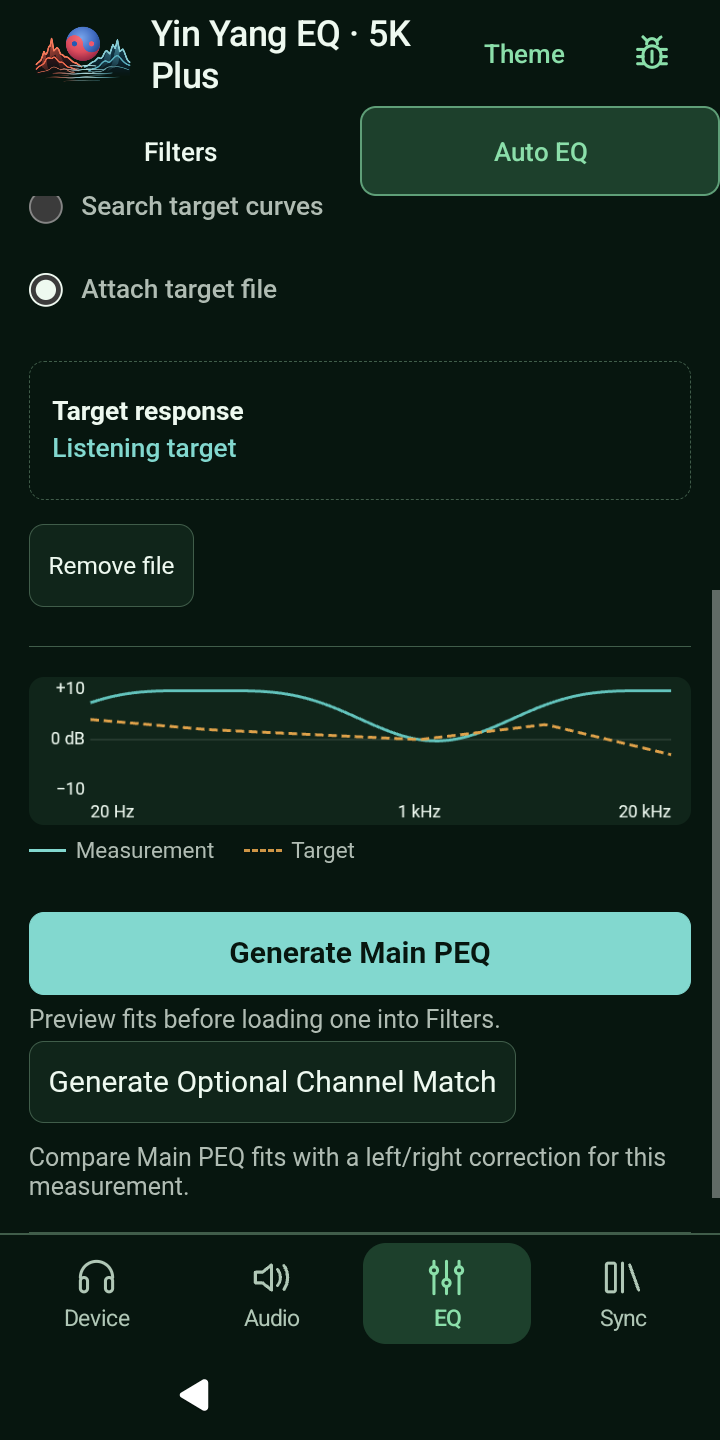 Yin Yang EQ · 5K
Plus
Theme
Filters
Auto EQ
Search target curves
Attach target file
Target response
Listening target
Remove file
+10
0 dB
−10
20 Hz
1 kHz
20 kHz
Measurement
Target
Generate Main PEQ
Preview fits before loading one into Filters.
Generate Optional Channel Match
Compare Main PEQ fits with a left/right correction for this
measurement.
Device
Audio
EQ
Sync